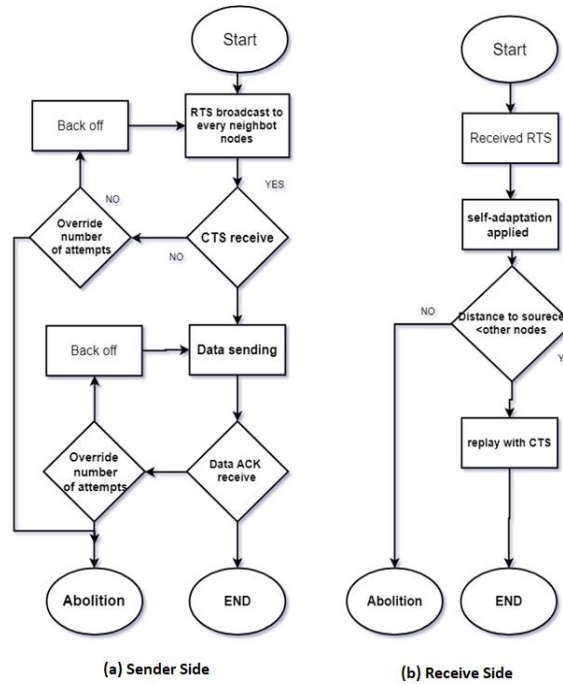 Start
RTS broadcast to
every neighbot
nodes
Back off
YES
NO
Override
number
of attempts
CTS receive
NO
Back off
Data sending
Override
number
of attempts
Data ACK
receive
Abolition
END
(a) Sender Side
Start
Received RTS
self-adaptation
applied
NO
Distance to sourece
<other nodes
Y
replay with CTS
Abolition
END
(b) Receive Side